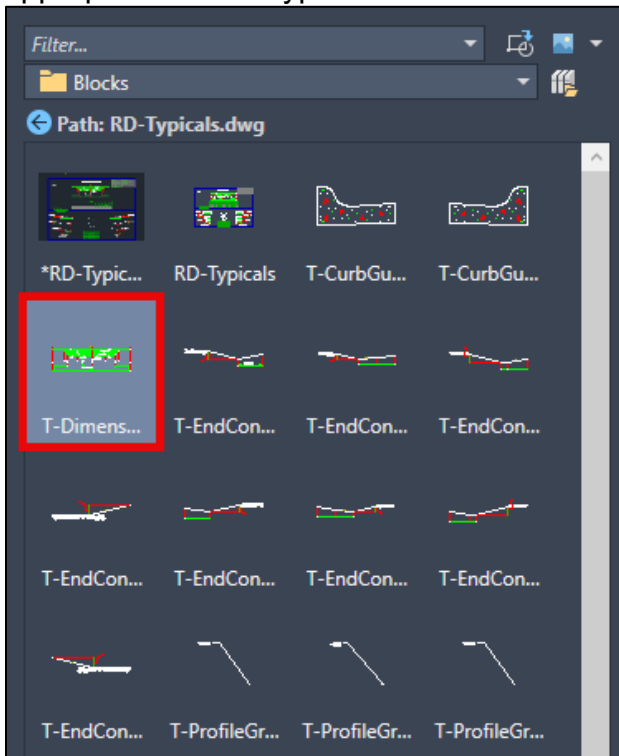 Filter...
Blocks
Path: RD-Typicals.dwg
*RD-Typic... RD-Typicals T-CurbGu... T-CurbGu...
T-Dimens... T-EndCon... T-EndCon... T-EndCon...
T-EndCon... T-EndCon... T-EndCon... T-EndCon...
T-EndCon... T-ProfileGr... T-ProfileGr... T-ProfileGr...